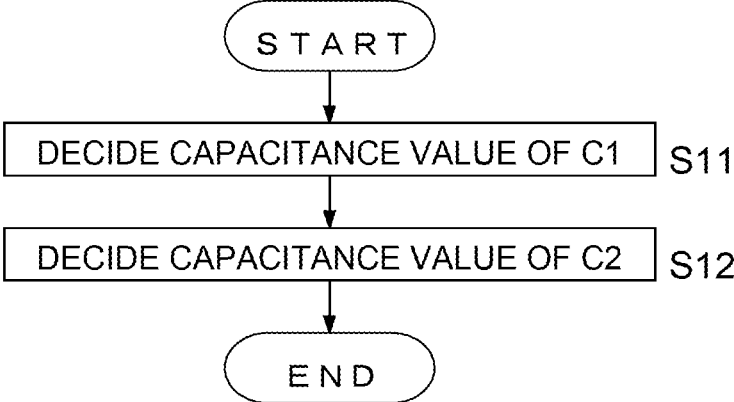 START
DECIDE CAPACITANCE VALUE OF C1 S11
DECIDE CAPACITANCE VALUE OF C2 S12
END